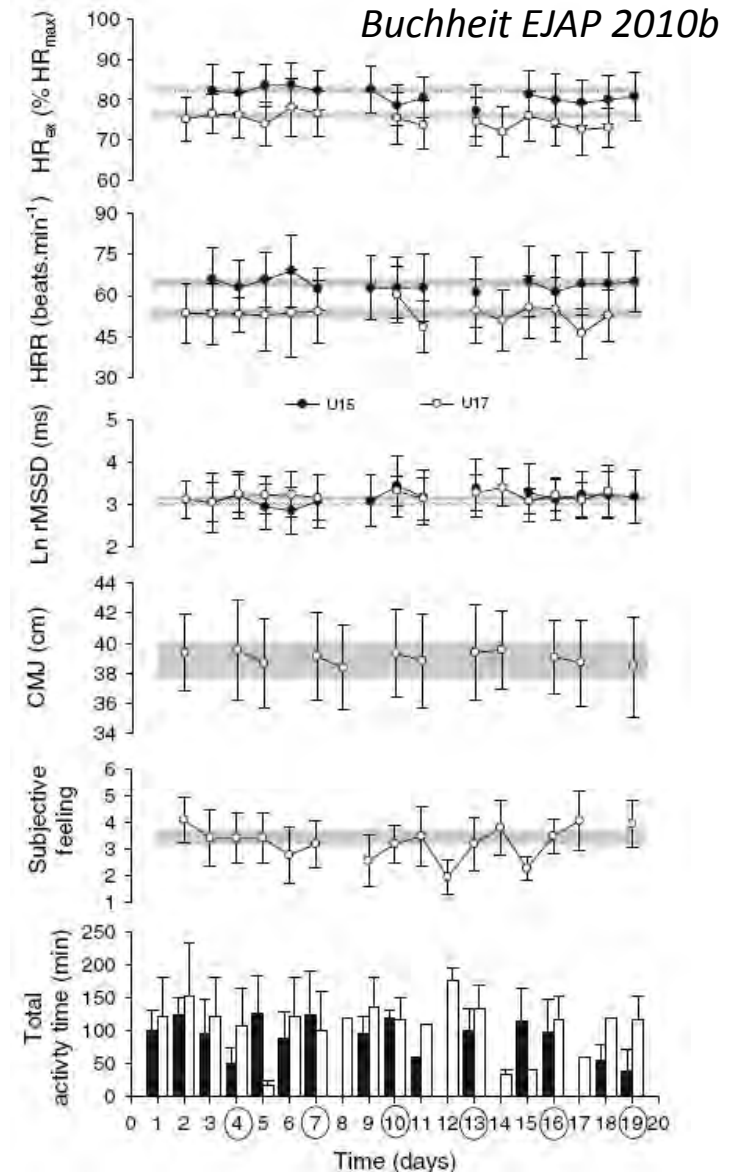 Buchheit EJAP 2010b
HRex (% HRmax)
100
90
80
70
60
HRR (beats.min-1)
90
75
60
45
30
U15 U17
Ln rMSSD (ms)
5
4
3
2
CMJ (cm)
44
42
40
38
36
34
Subjective
feeling
6
5
4
3
2
1
Total
activty time (min)
250
200
150
100
50
0
0 1 2 3 4 5 6 7 8 9 10 11 12 13 14 15 16 17 18 19 20
Time (days)